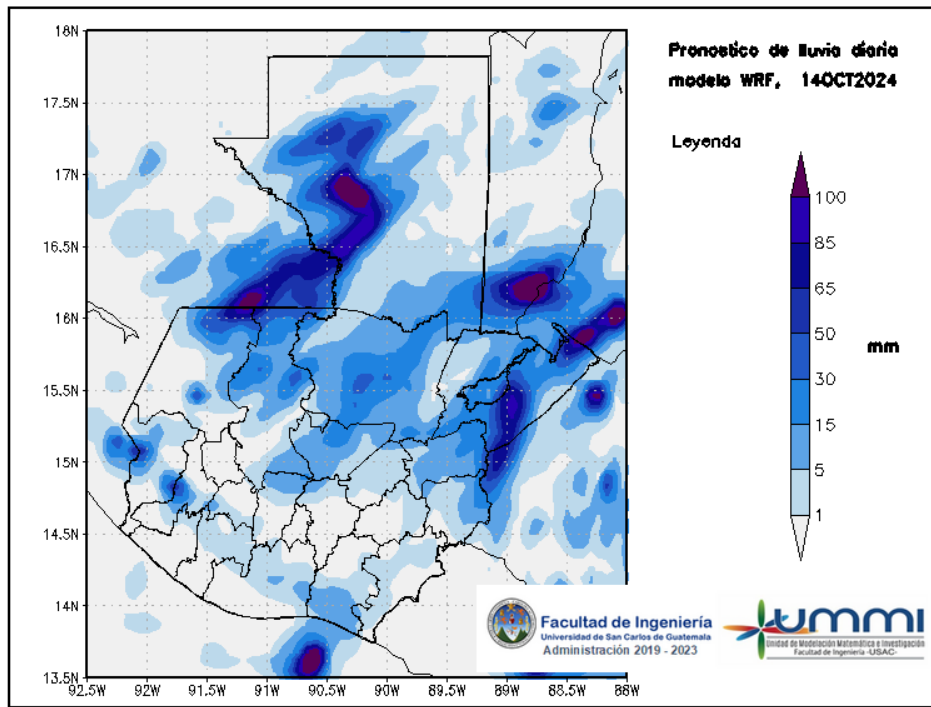 18N
17.5N
17N
16.5N
16N
15.5N
15N
14.5N
14N
13.5N
92.5W
92W
91.5W
91W
90.5W
90W
89.5W
89W
88.5W
88W
Pronostico de lluvia diaria
modelo WRF, 14OCT2024
Leyenda
100
85
65
50
30
15
5
1
mm
Facultad de Ingeniería
Universidad de San Carlos de Guatemala
Administración 2019 - 2023
UMMI
Unidad de Modelación Matemática e Investigación
Facultad de Ingeniería -USAC-